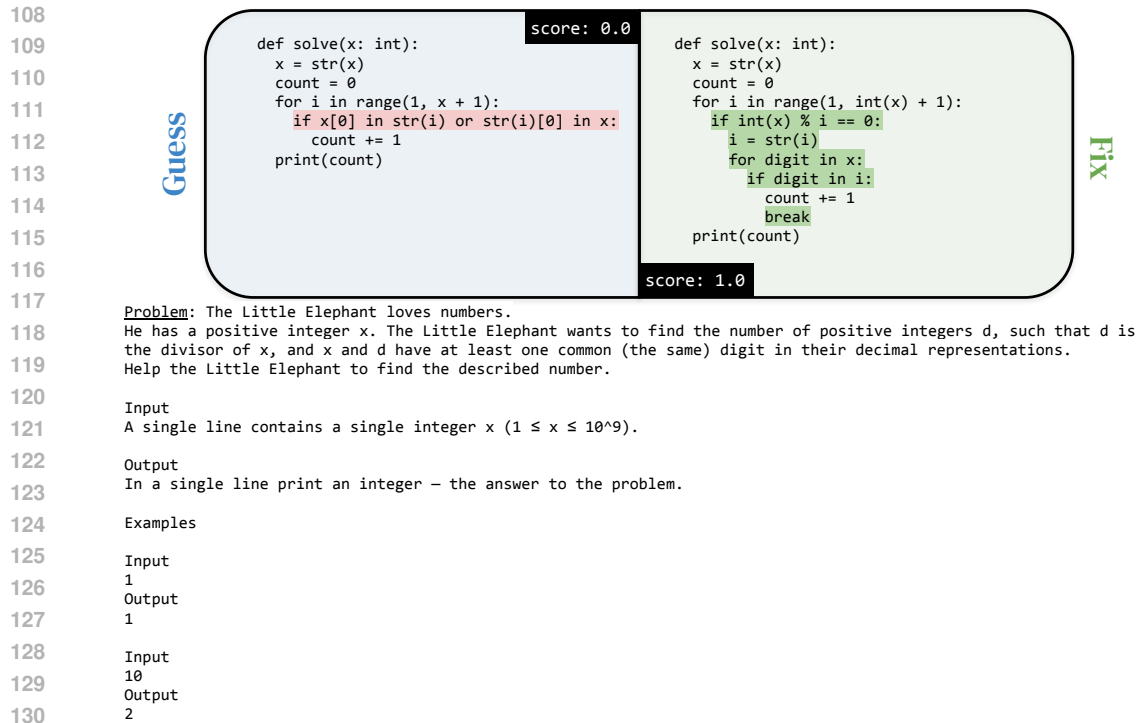 108
109
110
111
112
113
114
115
116
117
118
119
120
121
122
123
124
125
126
127
128
129
130
Guess
score: 0.0
def solve(x: int):
  x = str(x)
  count = 0
  for i in range(1, x + 1):
    if x[0] in str(i) or str(i)[0] in x:
      count += 1
  print(count)
def solve(x: int):
  x = str(x)
  count = 0
  for i in range(1, int(x) + 1):
    if int(x) % i == 0:
      i = str(i)
      for digit in x:
        if digit in i:
          count += 1
          break
  print(count)
score: 1.0
Fix
Problem: The Little Elephant loves numbers.
He has a positive integer x. The Little Elephant wants to find the number of positive integers d, such that d is
the divisor of x, and x and d have at least one common (the same) digit in their decimal representations.
Help the Little Elephant to find the described number.
Input
A single line contains a single integer x (1 ≤ x ≤ 10^9).
Output
In a single line print an integer — the answer to the problem.
Examples
Input
1
Output
1
Input
10
Output
2